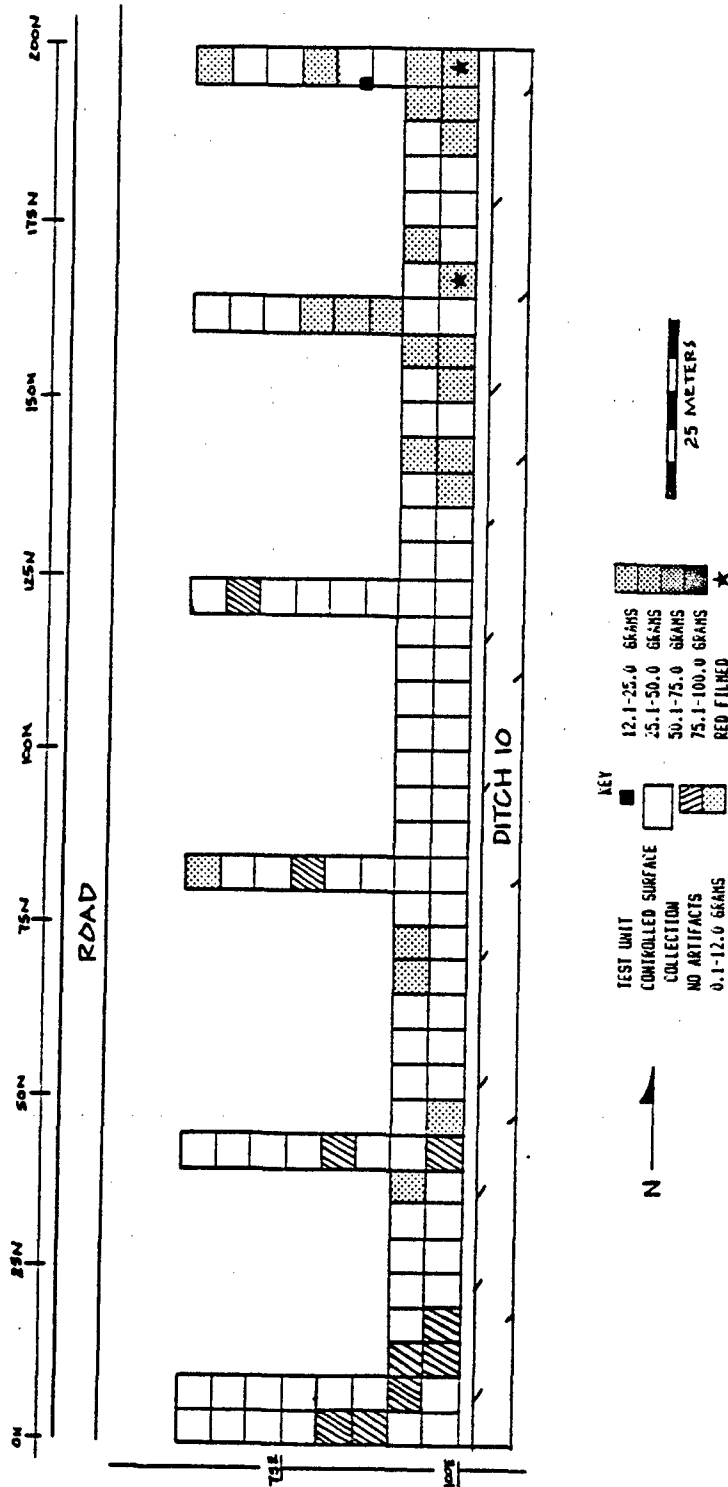 ROAD
0N
25N
50N
75N
100N
125N
150N
175N
200N
75E
100E
DITCH 10
N
KEY
TEST UNIT
CONTROLLED SURFACE
COLLECTION
NO ARTIFACTS
0.1-12.0 GRAMS
12.1-25.0 GRAMS
25.1-50.0 GRAMS
50.1-75.0 GRAMS
75.1-100.0 GRAMS
RED FILMED
25 METERS